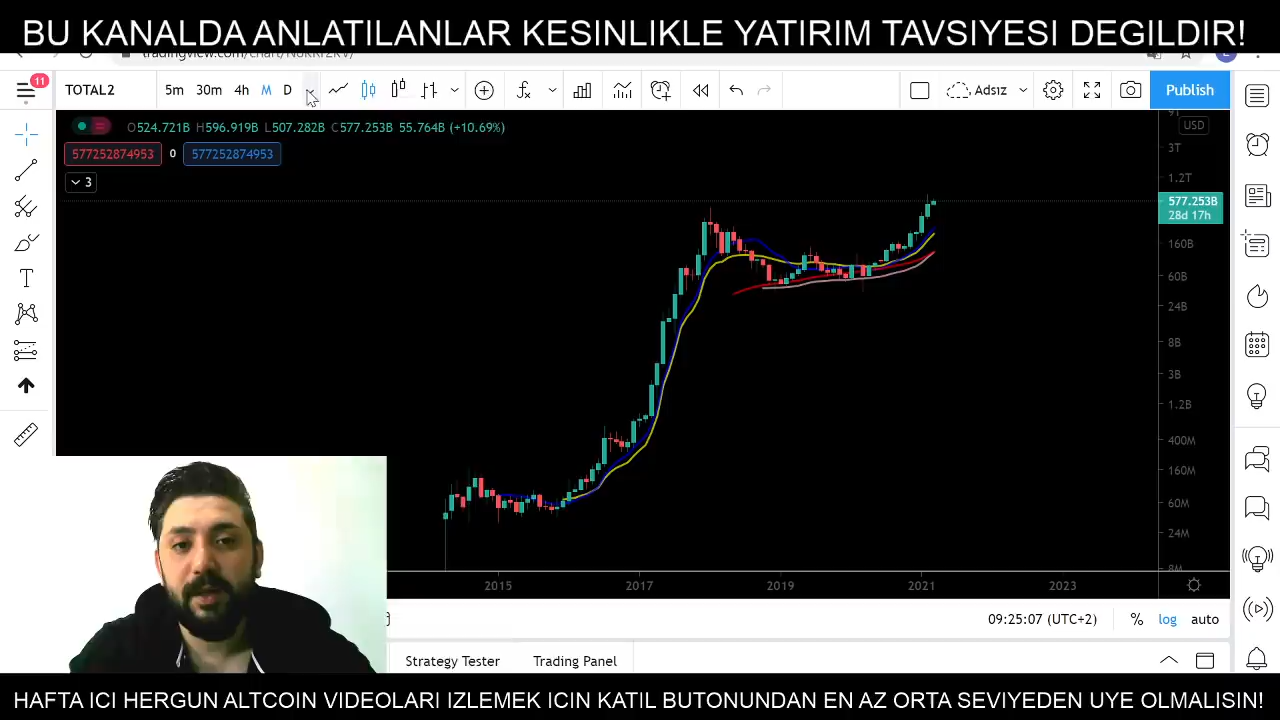 BU KANALDA ANLATILANLAR KESINLIKLE YATIRIM TAVSIYESI DEGILDIR!
11
TOTAL2
5m 30m 4h M D
Adsız
Publish
O524.721B H596.919B L507.282B C577.253B 55.764B (+10.69%)
577252874953 0 577252874953
3
USD
3T
1.2T
577.253B
28d 17h
160B
60B
24B
8B
3B
1.2B
400M
160M
60M
24M
8M
2015 2017 2019 2021 2023
09:25:07 (UTC+2) % log auto
Strategy Tester Trading Panel
HAFTA ICI HERGUN ALTCOIN VIDEOLARI IZLEMEK ICIN KATIL BUTONUNDAN EN AZ ORTA SEVIYEDEN UYE OLMALISIN!